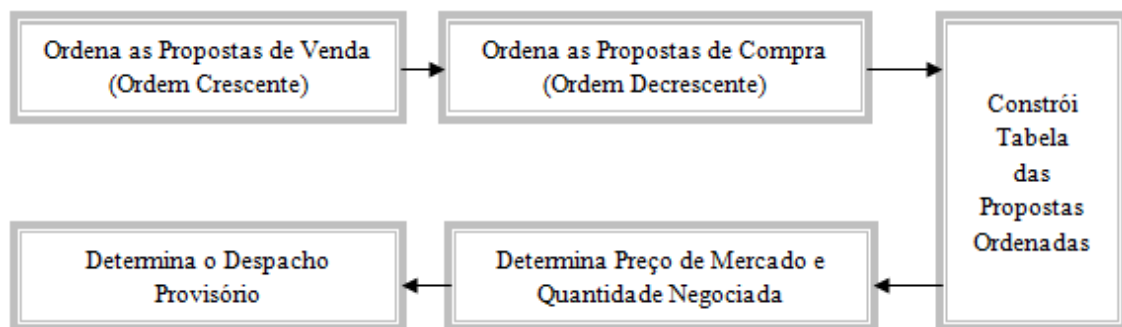 Ordena as Propostas de Venda
(Ordem Crescente)
Ordena as Propostas de Compra
(Ordem Decrescente)
Constrói
Tabela
das
Propostas
Ordenadas
Determina Preço de Mercado e
Quantidade Negociada
Determina o Despacho
Provisório